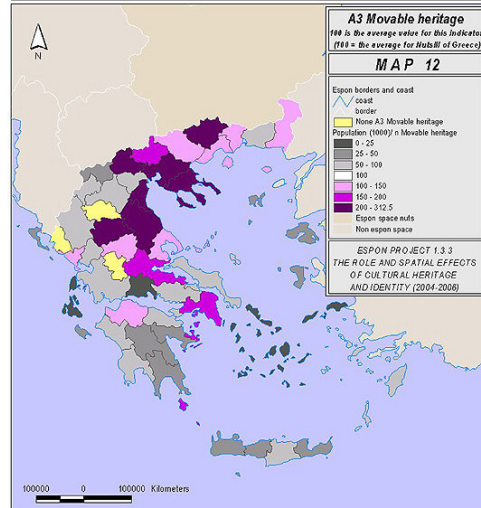 A3 Movable heritage
100 is the average value for this indicator
(100 = the average for NutsIII of Greece)
MAP 12
Espon borders and coast
coast
border
None A3 Movable heritage
Population (1000)/ n Movable heritage
0 - 25
25 - 50
50 - 100
100
100 - 150
150 - 200
200 - 312.5
Espon space nuts
Non espon space
ESPON PROJECT 1.3.3
THE ROLE AND SPATIAL EFFECTS
OF CULTURAL HERITAGE
AND IDENTITY (2004-2006)
N
100000 0 100000 Kilometers